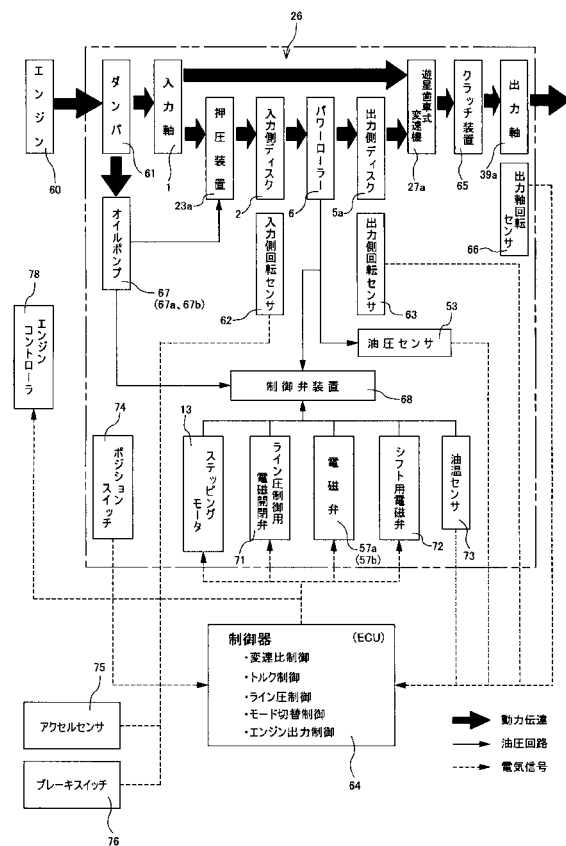 26
エンジン
60
ダンパ
61
入力軸
1
押圧装置
23a
入力側ディスク
2
パワーローラー
6
出力側ディスク
5a
遊星歯車式
変速機
27a
クラッチ装置
65
出力軸
39a
出力軸回転
センサ
66
オイルポンプ
67
(67a、67b)
入力側回転センサ
62
出力側回転センサ
63
油圧センサ
53
78
エンジン
コントローラ
制御弁装置
68
74
ポジション
スイッチ
13
ステッピング
モータ
ライン圧制御用
電磁開閉弁
71
電磁弁
57a
(57b)
シフト用電磁弁
72
油温センサ
73
制御器 (ECU)
・変速比制御
・トルク制御
・ライン圧制御
・モード切替制御
・エンジン出力制御
64
75
アクセルセンサ
ブレーキスイッチ
76
動力伝達
油圧回路
電気信号